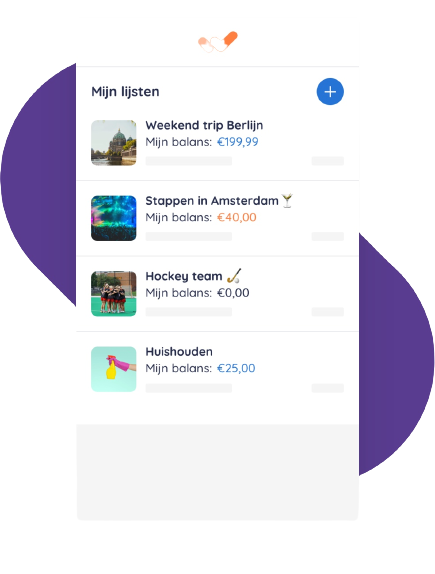 Mijn lijsten
Weekend trip Berlijn
Mijn balans: €199,99
Stappen in Amsterdam 🍸
Mijn balans: €40,00
Hockey team 🏑
Mijn balans: €0,00
Huishouden
Mijn balans: €25,00